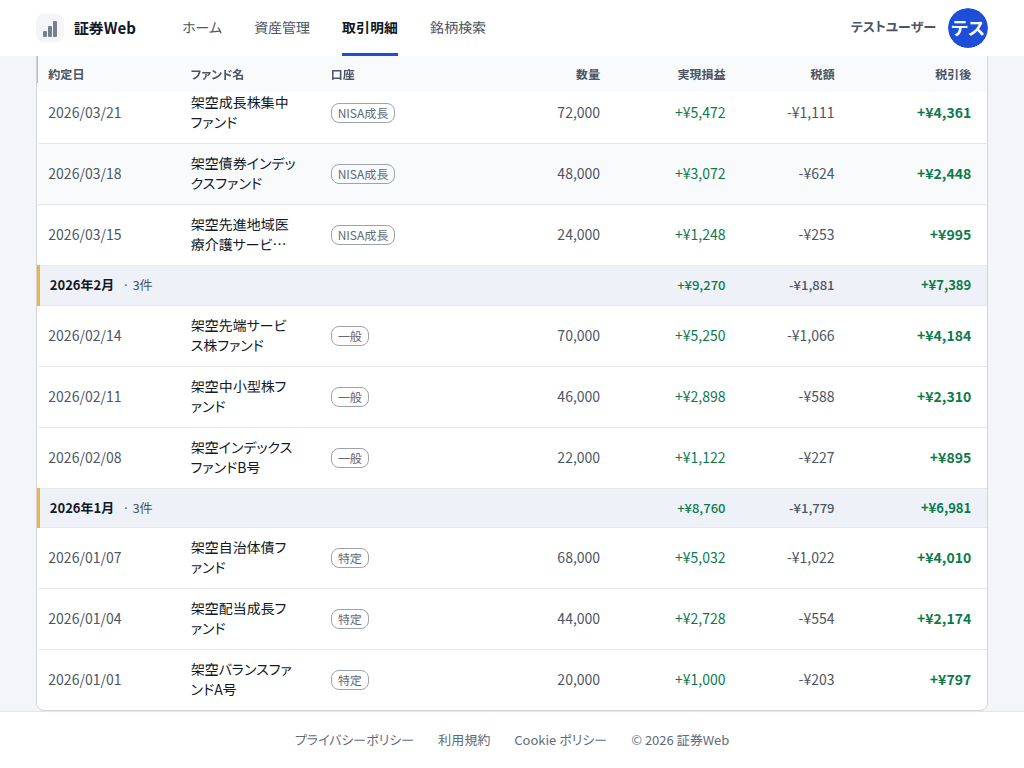 証券Web ホーム 資産管理 取引明細 銘柄検索 テストユーザー テス
約定日 ファンド名 口座 数量 実現損益 税額 税引後
2026/03/21 架空成長株集中 NISA成長 72,000 +¥5,472 -¥1,111 +¥4,361
ファンド
2026/03/18 架空債券インデッ NISA成長 48,000 +¥3,072 -¥624 +¥2,448
クスファンド
2026/03/15 架空先進地域医 NISA成長 24,000 +¥1,248 -¥253 +¥995
療介護サービ…
2026年2月 · 3件 +¥9,270 -¥1,881 +¥7,389
2026/02/14 架空先端サービ 一般 70,000 +¥5,250 -¥1,066 +¥4,184
ス株ファンド
2026/02/11 架空中小型株フ 一般 46,000 +¥2,898 -¥588 +¥2,310
ァンド
2026/02/08 架空インデックス 一般 22,000 +¥1,122 -¥227 +¥895
ファンドB号
2026年1月 · 3件 +¥8,760 -¥1,779 +¥6,981
2026/01/07 架空自治体債フ 特定 68,000 +¥5,032 -¥1,022 +¥4,010
ァンド
2026/01/04 架空配当成長フ 特定 44,000 +¥2,728 -¥554 +¥2,174
ァンド
2026/01/01 架空バランスファ 特定 20,000 +¥1,000 -¥203 +¥797
ンドA号
プライバシーポリシー 利用規約 Cookie ポリシー © 2026 証券Web